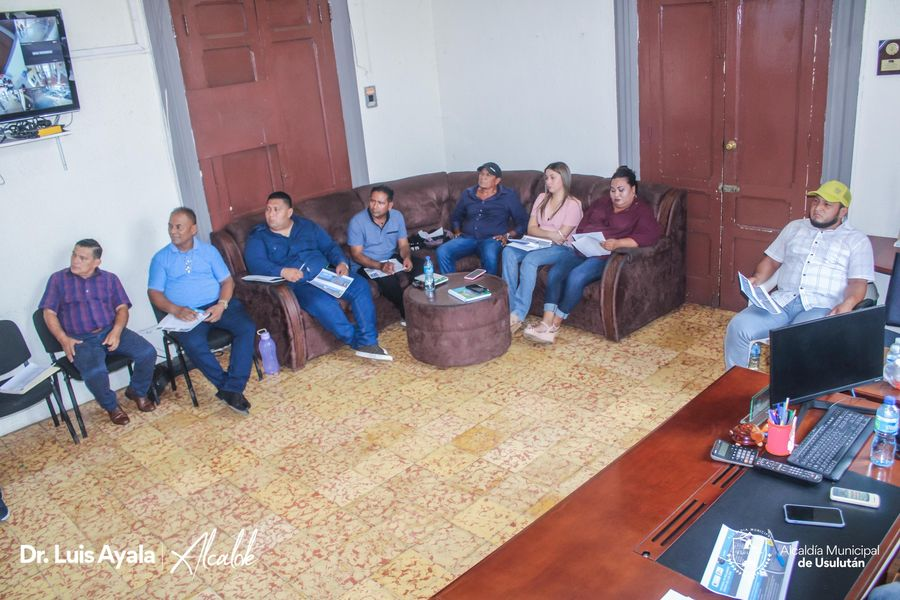 Dr. Luis Ayala | Alcalde
Alcaldía Municipal
de Usulután